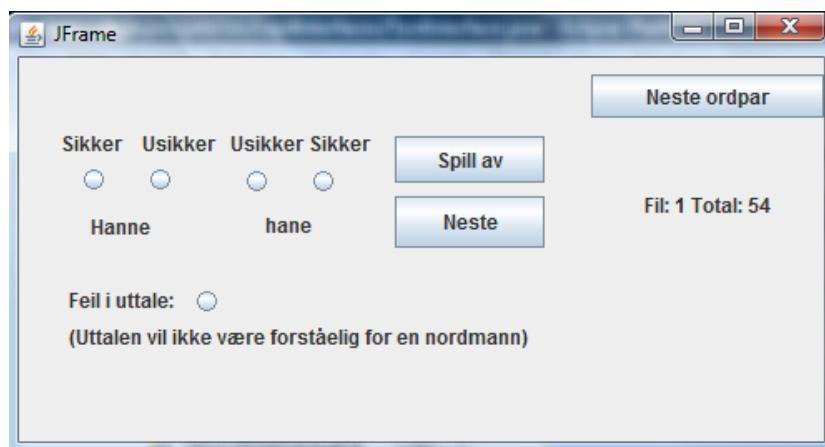 JFrame
Neste ordpar
Sikker Usikker Usikker Sikker
Spill av
Hanne hane
Neste
Fil: 1 Total: 54
Feil i uttale:
(Uttalen vil ikke være forståelig for en nordmann)